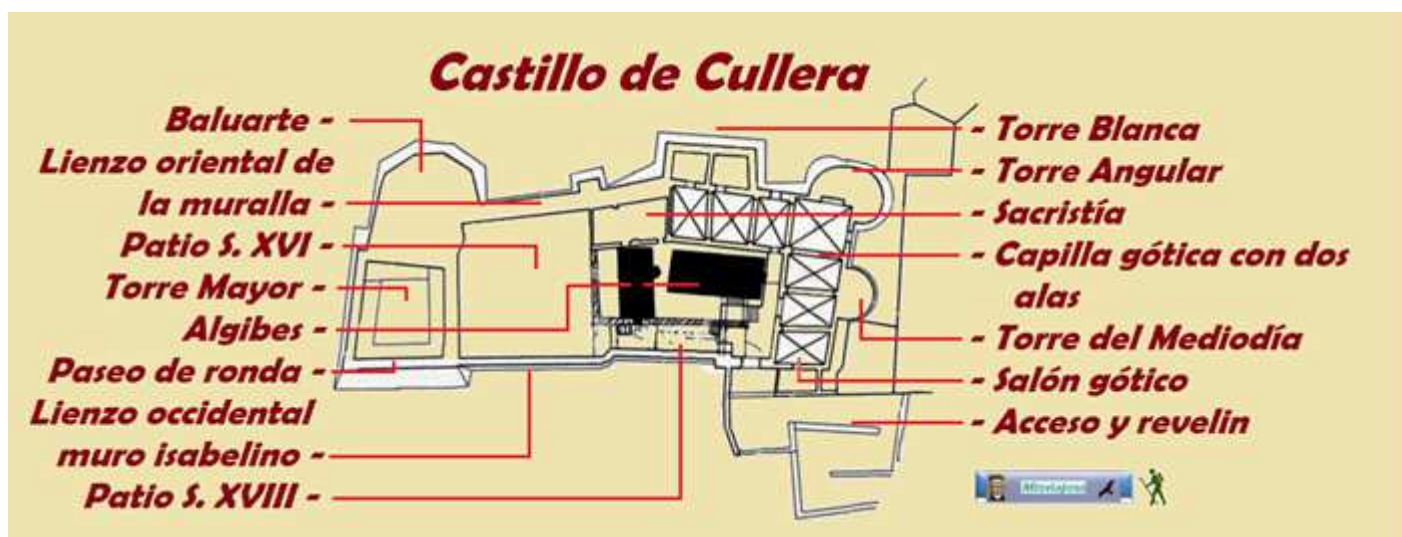 Castillo de Cullera
Baluarte -
Lienzo oriental de
la muralla -
Patio S. XVI -
Torre Mayor -
Algibes -
Paseo de ronda -
Lienzo occidental
muro isabelino -
Patio S. XVIII -
- Torre Blanca
- Torre Angular
- Sacristía
- Capilla gótica con dos
alas
- Torre del Mediodía
- Salón gótico
- Acceso y revelin